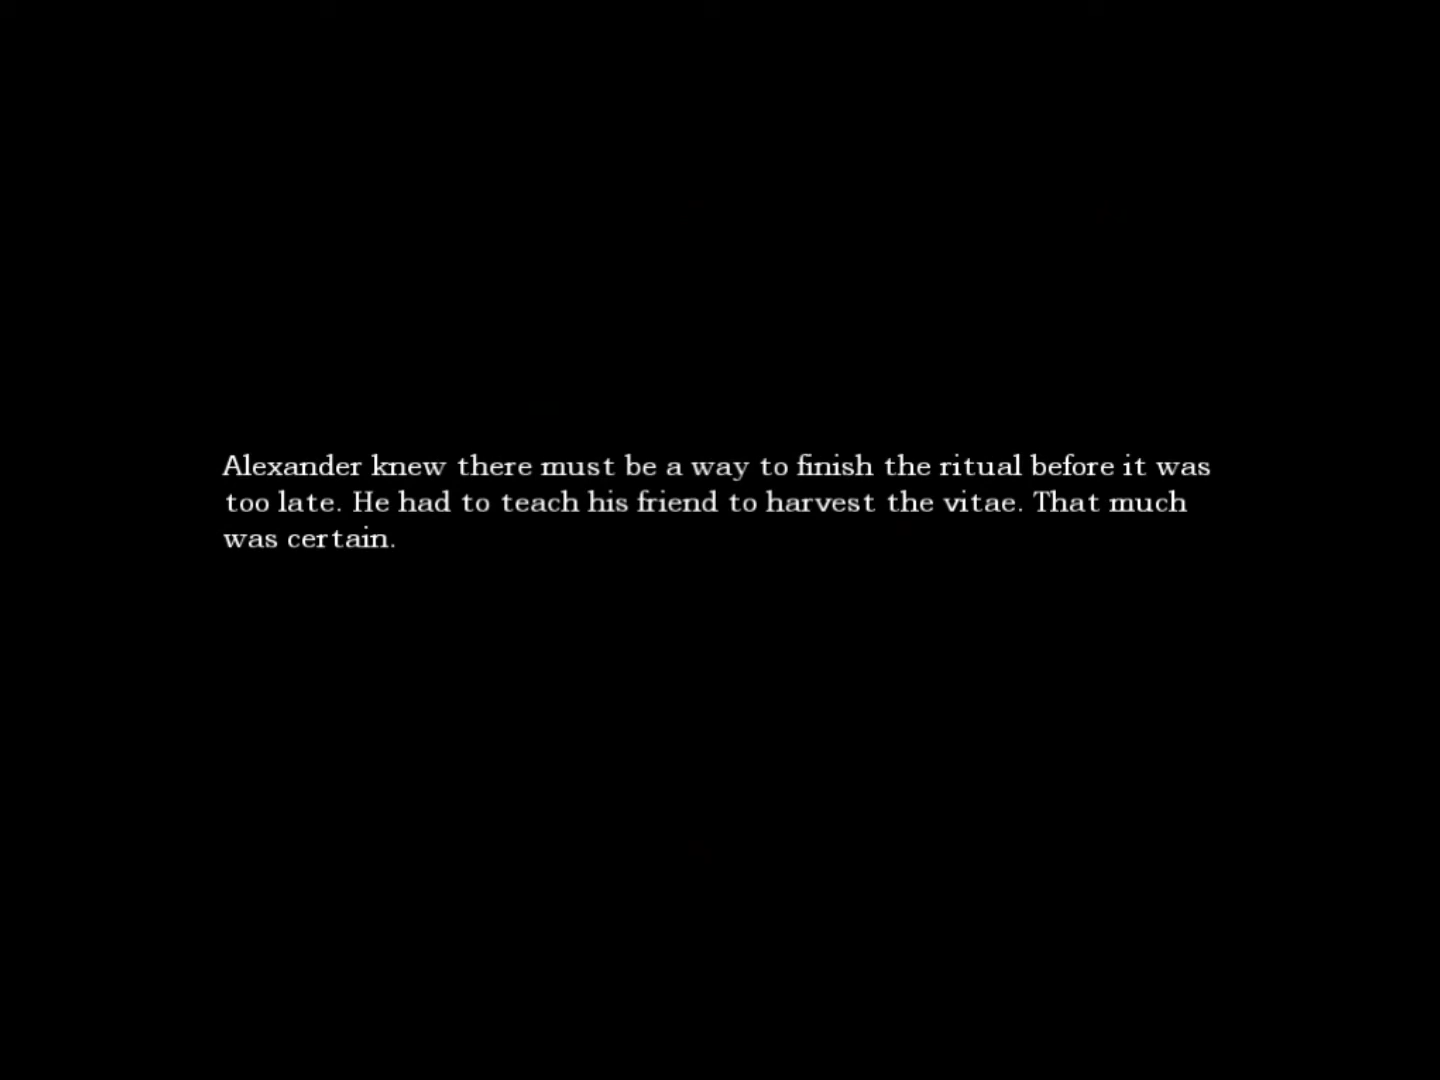 Alexander knew there must be a way to finish the ritual before it was
too late. He had to teach his friend to harvest the vitae. That much
was certain.